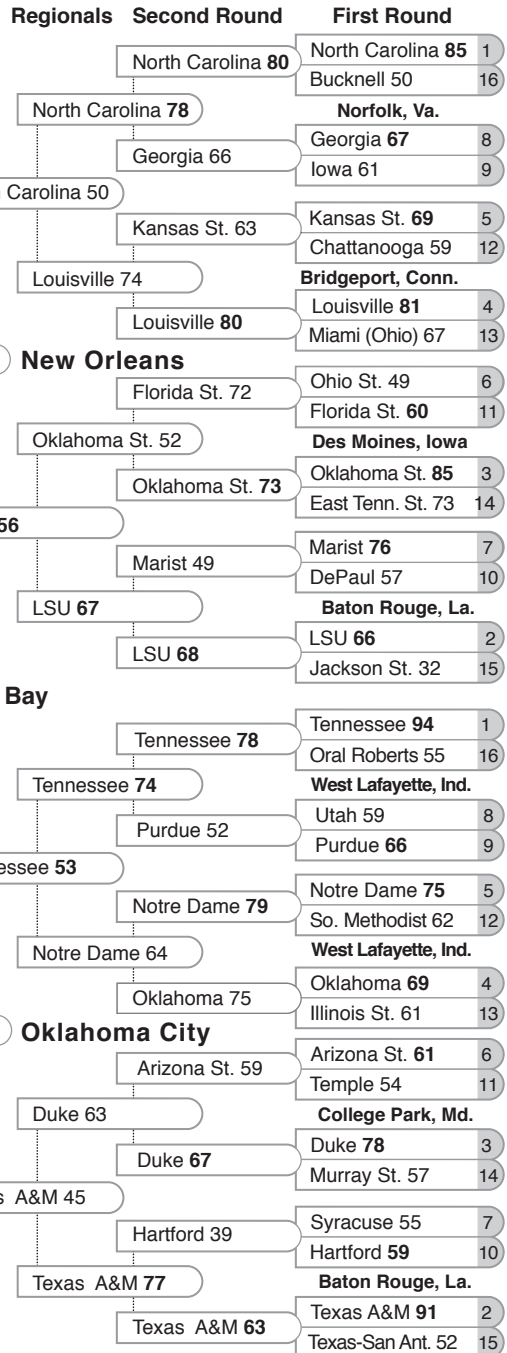 Regionals Second Round First Round
North Carolina 85 1
North Carolina 80
Bucknell 50 16
North Carolina 78
Norfolk, Va.
Georgia 67 8
Georgia 66
Iowa 61 9
Carolina 50
Kansas St. 69 5
Kansas St. 63
Chattanooga 59 12
Louisville 74
Bridgeport, Conn.
Louisville 81 4
Louisville 80
Miami (Ohio) 67 13
New Orleans
Ohio St. 49 6
Florida St. 72
Florida St. 60 11
Oklahoma St. 52
Des Moines, Iowa
Oklahoma St. 85 3
Oklahoma St. 73
East Tenn. St. 73 14
56
Marist 76 7
Marist 49
DePaul 57 10
LSU 67
Baton Rouge, La.
LSU 66 2
LSU 68
Jackson St. 32 15
Bay
Tennessee 94 1
Tennessee 78
Oral Roberts 55 16
Tennessee 74
West Lafayette, Ind.
Utah 59 8
Purdue 52
Purdue 66 9
essee 53
Notre Dame 75 5
Notre Dame 79
So. Methodist 62 12
Notre Dame 64
West Lafayette, Ind.
Oklahoma 69 4
Oklahoma 75
Illinois St. 61 13
Oklahoma City
Arizona St. 61 6
Arizona St. 59
Temple 54 11
Duke 63
College Park, Md.
Duke 78 3
Duke 67
Murray St. 57 14
s A&M 45
Syracuse 55 7
Hartford 39
Hartford 59 10
Texas A&M 77
Baton Rouge, La.
Texas A&M 91 2
Texas A&M 63
Texas-San Ant. 52 15